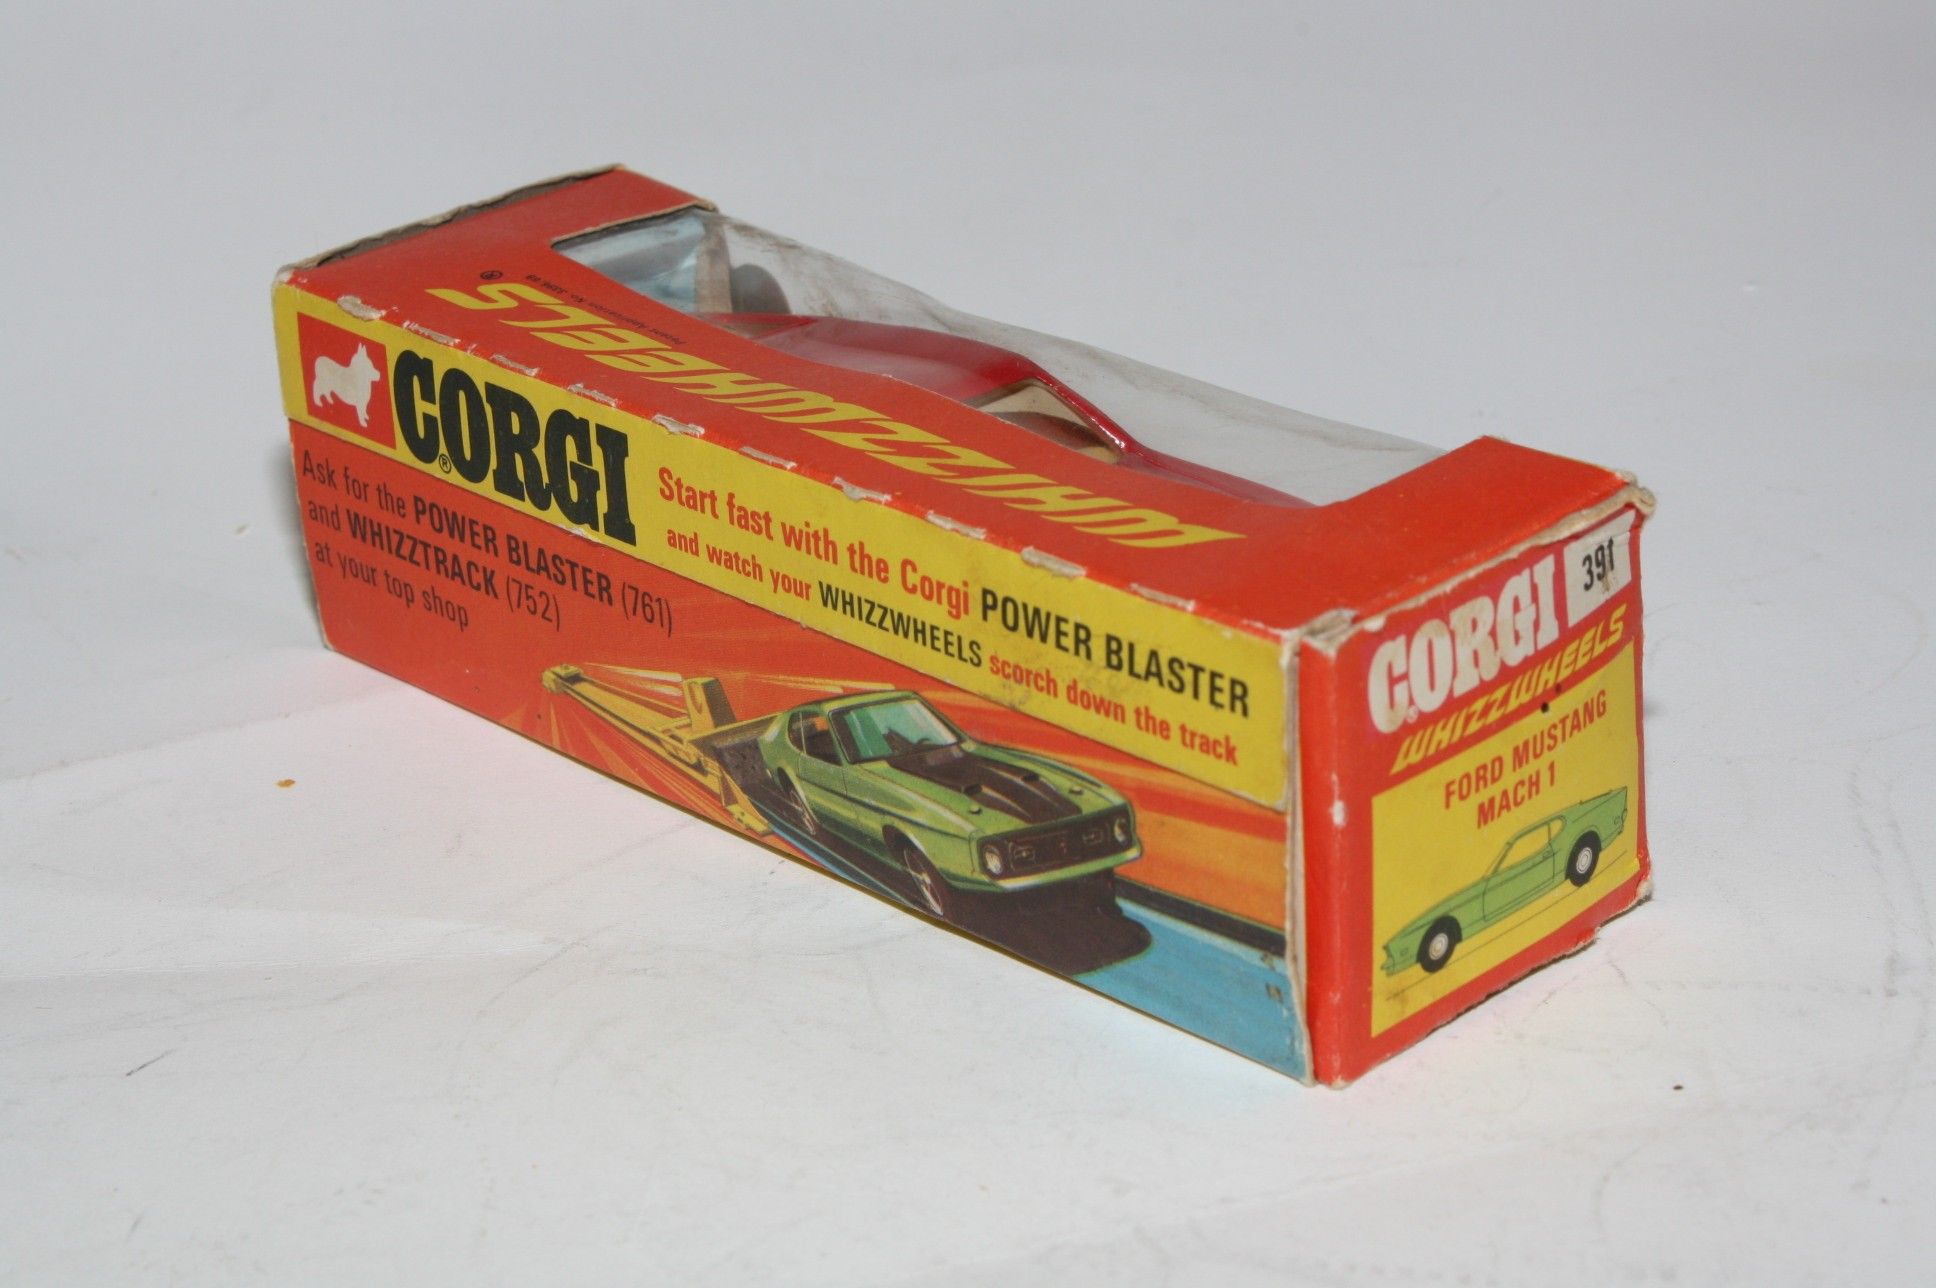 WHIZZWHEELS®
CORGI®
Start fast with the Corgi POWER BLASTER
and watch your WHIZZWHEELS scorch down the track
Ask for the POWER BLASTER (761)
and WHIZZTRACK (752)
at your top shop
CORGI®
391
WHIZZWHEELS
FORD MUSTANG
MACH 1